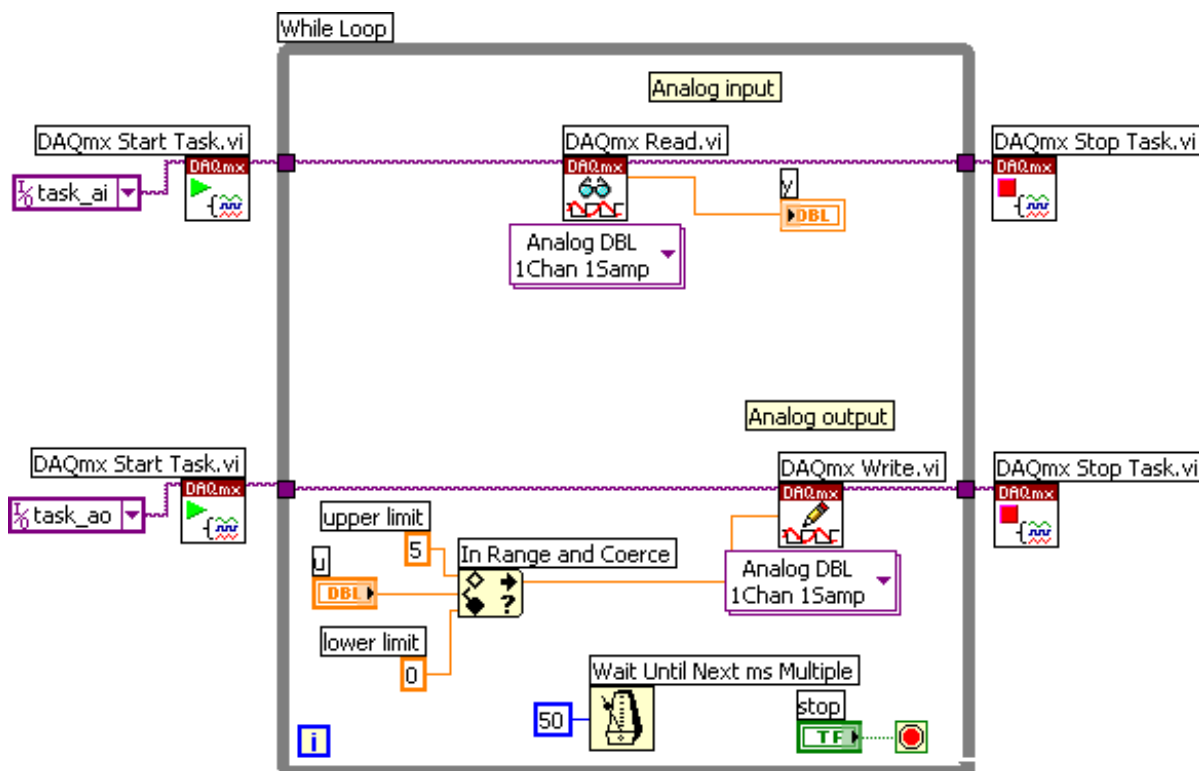 While Loop
Analog input
DAQmx Start Task.vi
DAQmx Read.vi
DAQmx Stop Task.vi
DAQmx
DAQmx
DAQmx
I/O task_ai
y
DBL
Analog DBL
1Chan 1Samp
Analog output
DAQmx Start Task.vi
DAQmx Write.vi
DAQmx Stop Task.vi
DAQmx
DAQmx
DAQmx
I/O task_ao
upper limit
5
In Range and Coerce
u
DBL
?
Analog DBL
1Chan 1Samp
lower limit
0
Wait Until Next ms Multiple
50
stop
TF
i